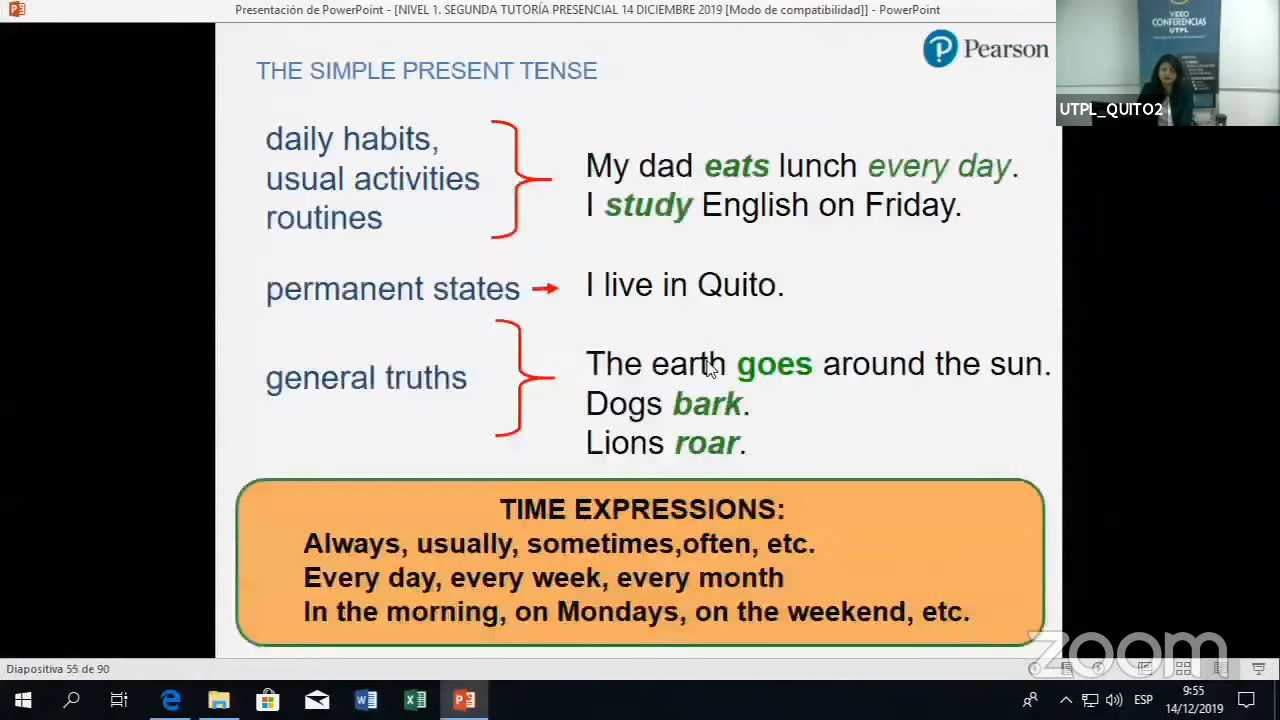 Presentación de PowerPoint - [NIVEL 1. SEGUNDA TUTORÍA PRESENCIAL 14 DICIEMBRE 2019 [Modo de compatibilidad]] - PowerPoint
VIDEO
CONFERENCIAS
UTPL
UTPL_QUITO2
Pearson
THE SIMPLE PRESENT TENSE
daily habits,
usual activities
routines
My dad eats lunch every day.
I study English on Friday.
permanent states
I live in Quito.
general truths
The earth goes around the sun.
Dogs bark.
Lions roar.
TIME EXPRESSIONS:
Always, usually, sometimes,often, etc.
Every day, every week, every month
In the morning, on Mondays, on the weekend, etc.
zoom
Diapositiva 55 de 90
ESP
9:55
14/12/2019